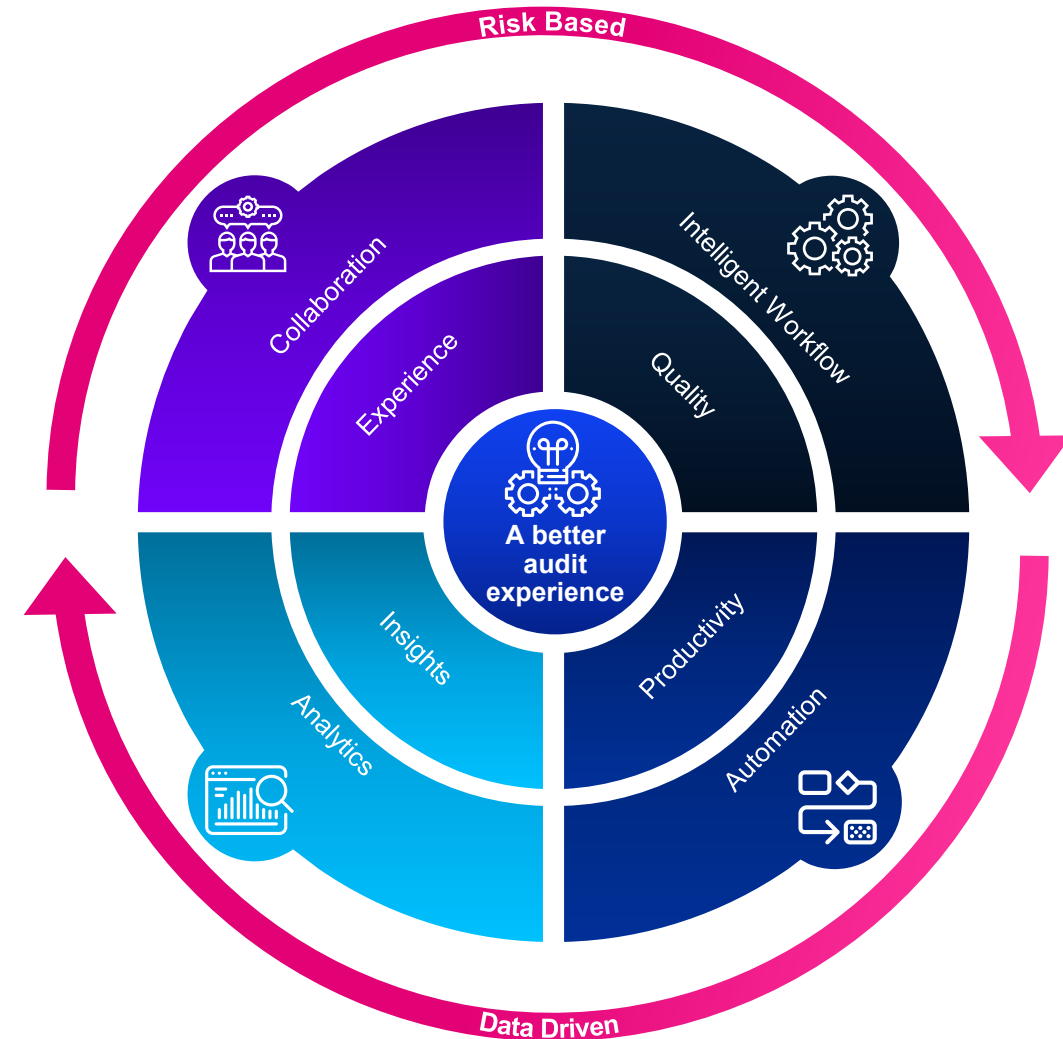 Risk Based
Collaboration
Intelligent Workflow
Experience
Quality
A better
audit
experience
Insights
Productivity
Analytics
Automation
Data Driven